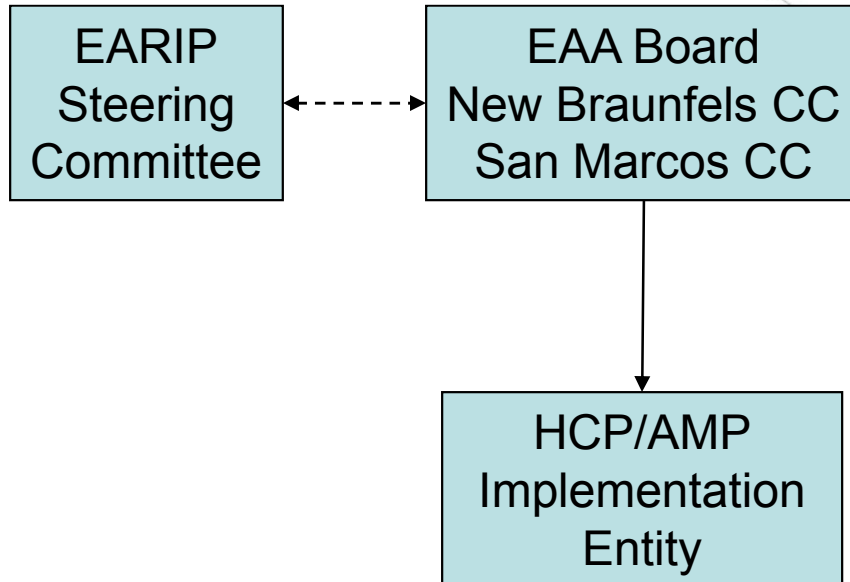 EARIP
Steering
Committee
EAA Board
New Braunfels CC
San Marcos CC
HCP/AMP
Implementation
Entity